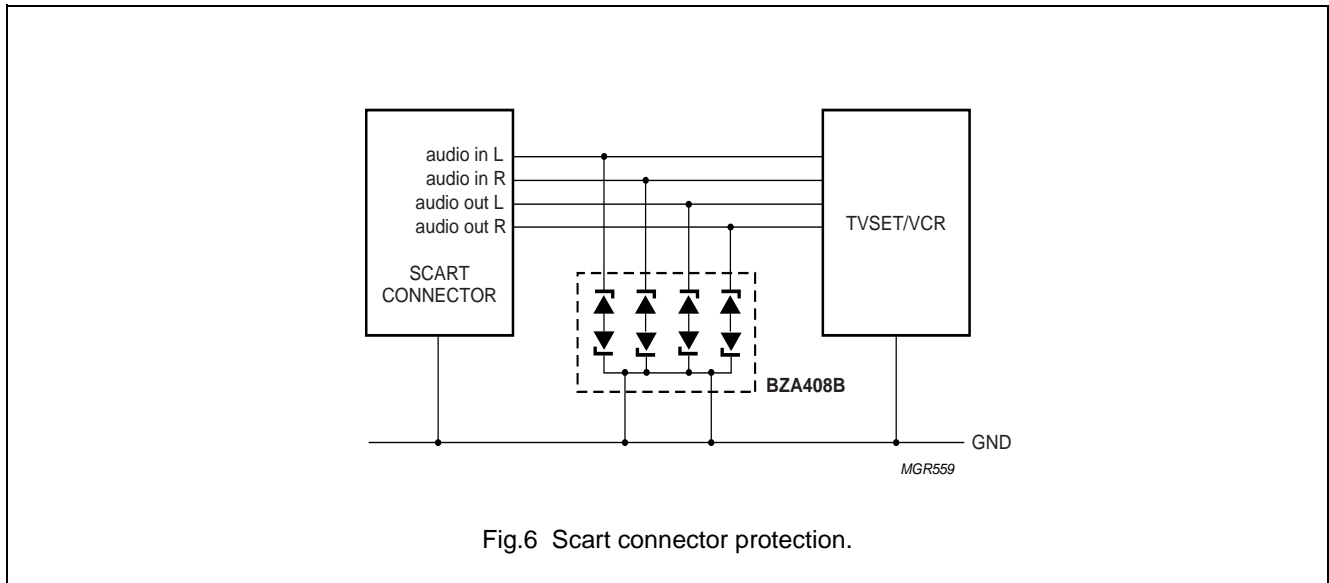 audio in L
audio in R
audio out L
audio out R
SCART
CONNECTOR
TVSET/VCR
BZA408B
GND
MGR559
Fig.6 Scart connector protection.